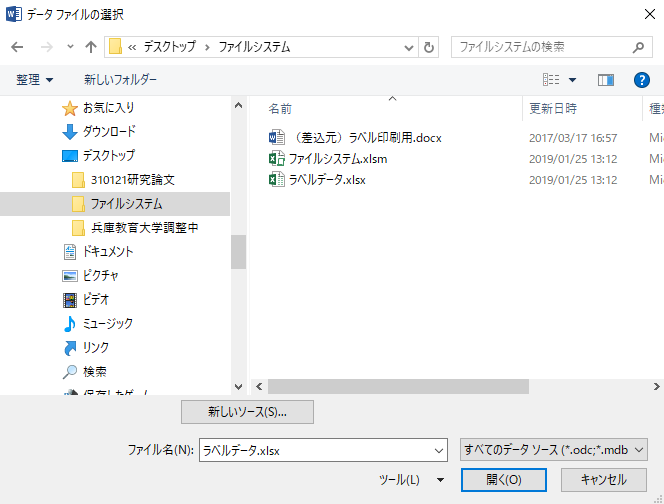 データ ファイルの選択
« デスクトップ › ファイルシステム
ファイルシステムの検索
整理 新しいフォルダー
お気に入り
ダウンロード
デスクトップ
310121研究論文
ファイルシステム
兵庫教育大学調整中
ドキュメント
ピクチャ
ビデオ
ミュージック
リンク
検索
保存したゲーム
名前 更新日時
（差込元）ラベル印刷用.docx 2017/03/17 16:57
ファイルシステム.xlsm 2019/01/25 13:12
ラベルデータ.xlsx 2019/01/25 13:12
新しいソース(S)...
ファイル名(N): ラベルデータ.xlsx すべてのデータ ソース (*.odc;*.mdb
ツール(L) 開く(O) キャンセル